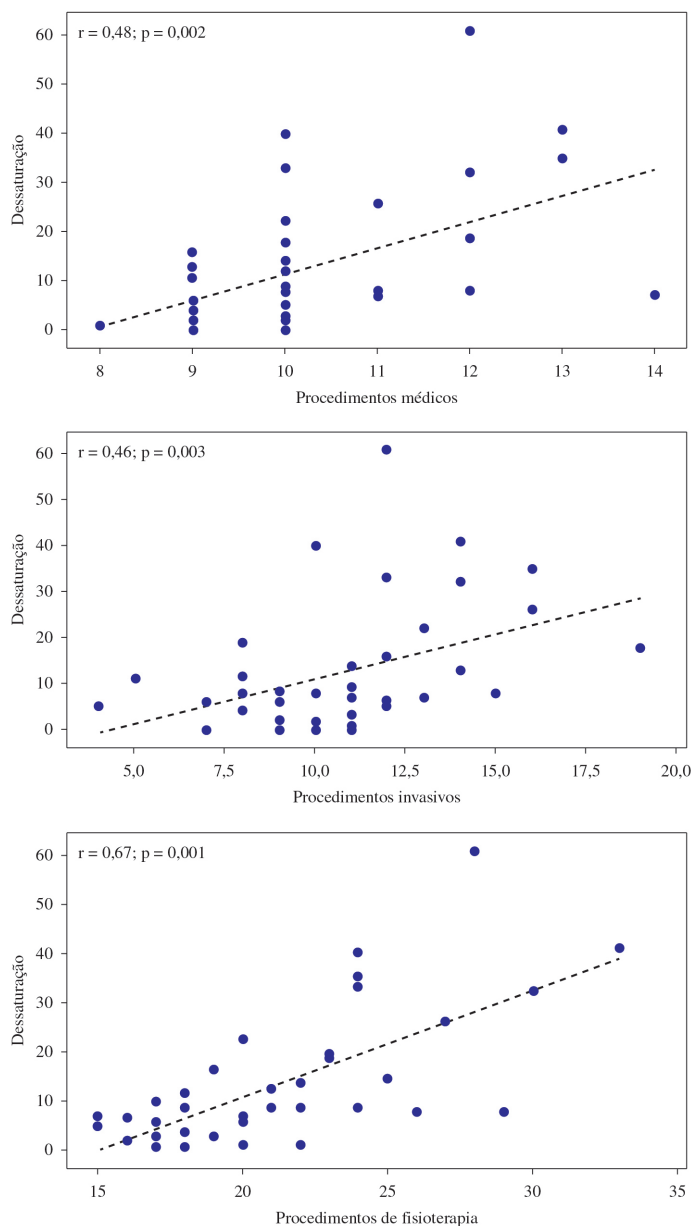 r = 0,48; p = 0,002
60
50
40
30
20
10
0
Dessaturação
8 9 10 11 12 13 14
Procedimentos médicos
r = 0,46; p = 0,003
60
50
40
30
20
10
0
Dessaturação
5,0 7,5 10,0 12,5 15,0 17,5 20,0
Procedimentos invasivos
r = 0,67; p = 0,001
60
50
40
30
20
10
0
Dessaturação
15 20 25 30 35
Procedimentos de fisioterapia